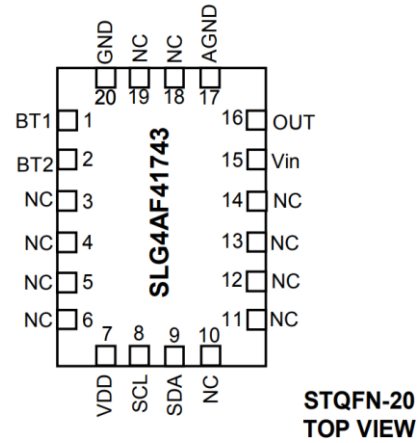 GND NC NC AGND
20 19 18 17
BT1 1 16 OUT
BT2 2 15 Vin
NC 3 14 NC
NC 4 13 NC
NC 5 12 NC
NC 6 11 NC
SLG4AF41743
7 8 9 10
VDD SCL SDA NC
STQFN-20
TOP VIEW